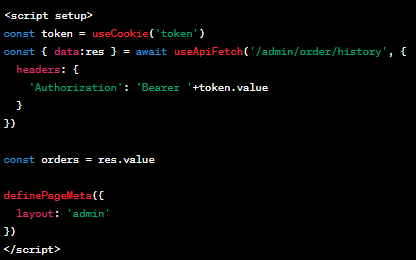 <script setup>
const token = useCookie('token')
const { data:res } = await useApiFetch('/admin/order/history', {
  headers: {
    'Authorization': 'Bearer '+token.value
  }
})

const orders = res.value

definePageMeta({
  layout: 'admin'
})
</script>